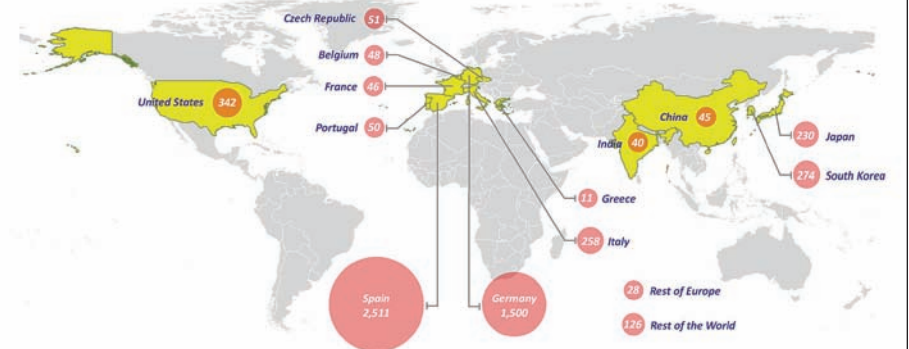 Czech Republic 51
Belgium 48
France 46
Portugal 50
United States 342
China 45
India 40
230 Japan
274 South Korea
11 Greece
258 Italy
Spain
2,511
Germany
1,500
28 Rest of Europe
126 Rest of the World